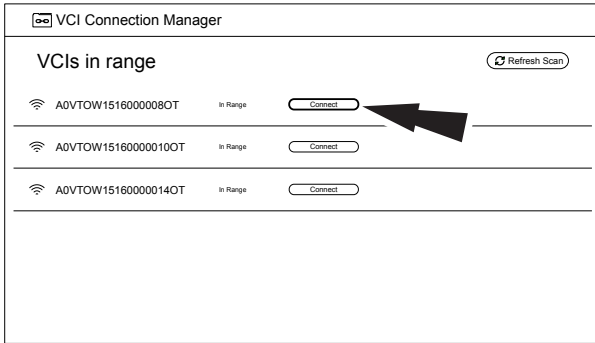 VCI Connection Manager
VCIs in range
Refresh Scan
A0VTOW1516000008OT In Range Connect
A0VTOW15160000010OT In Range Connect
A0VTOW15160000014OT In Range Connect